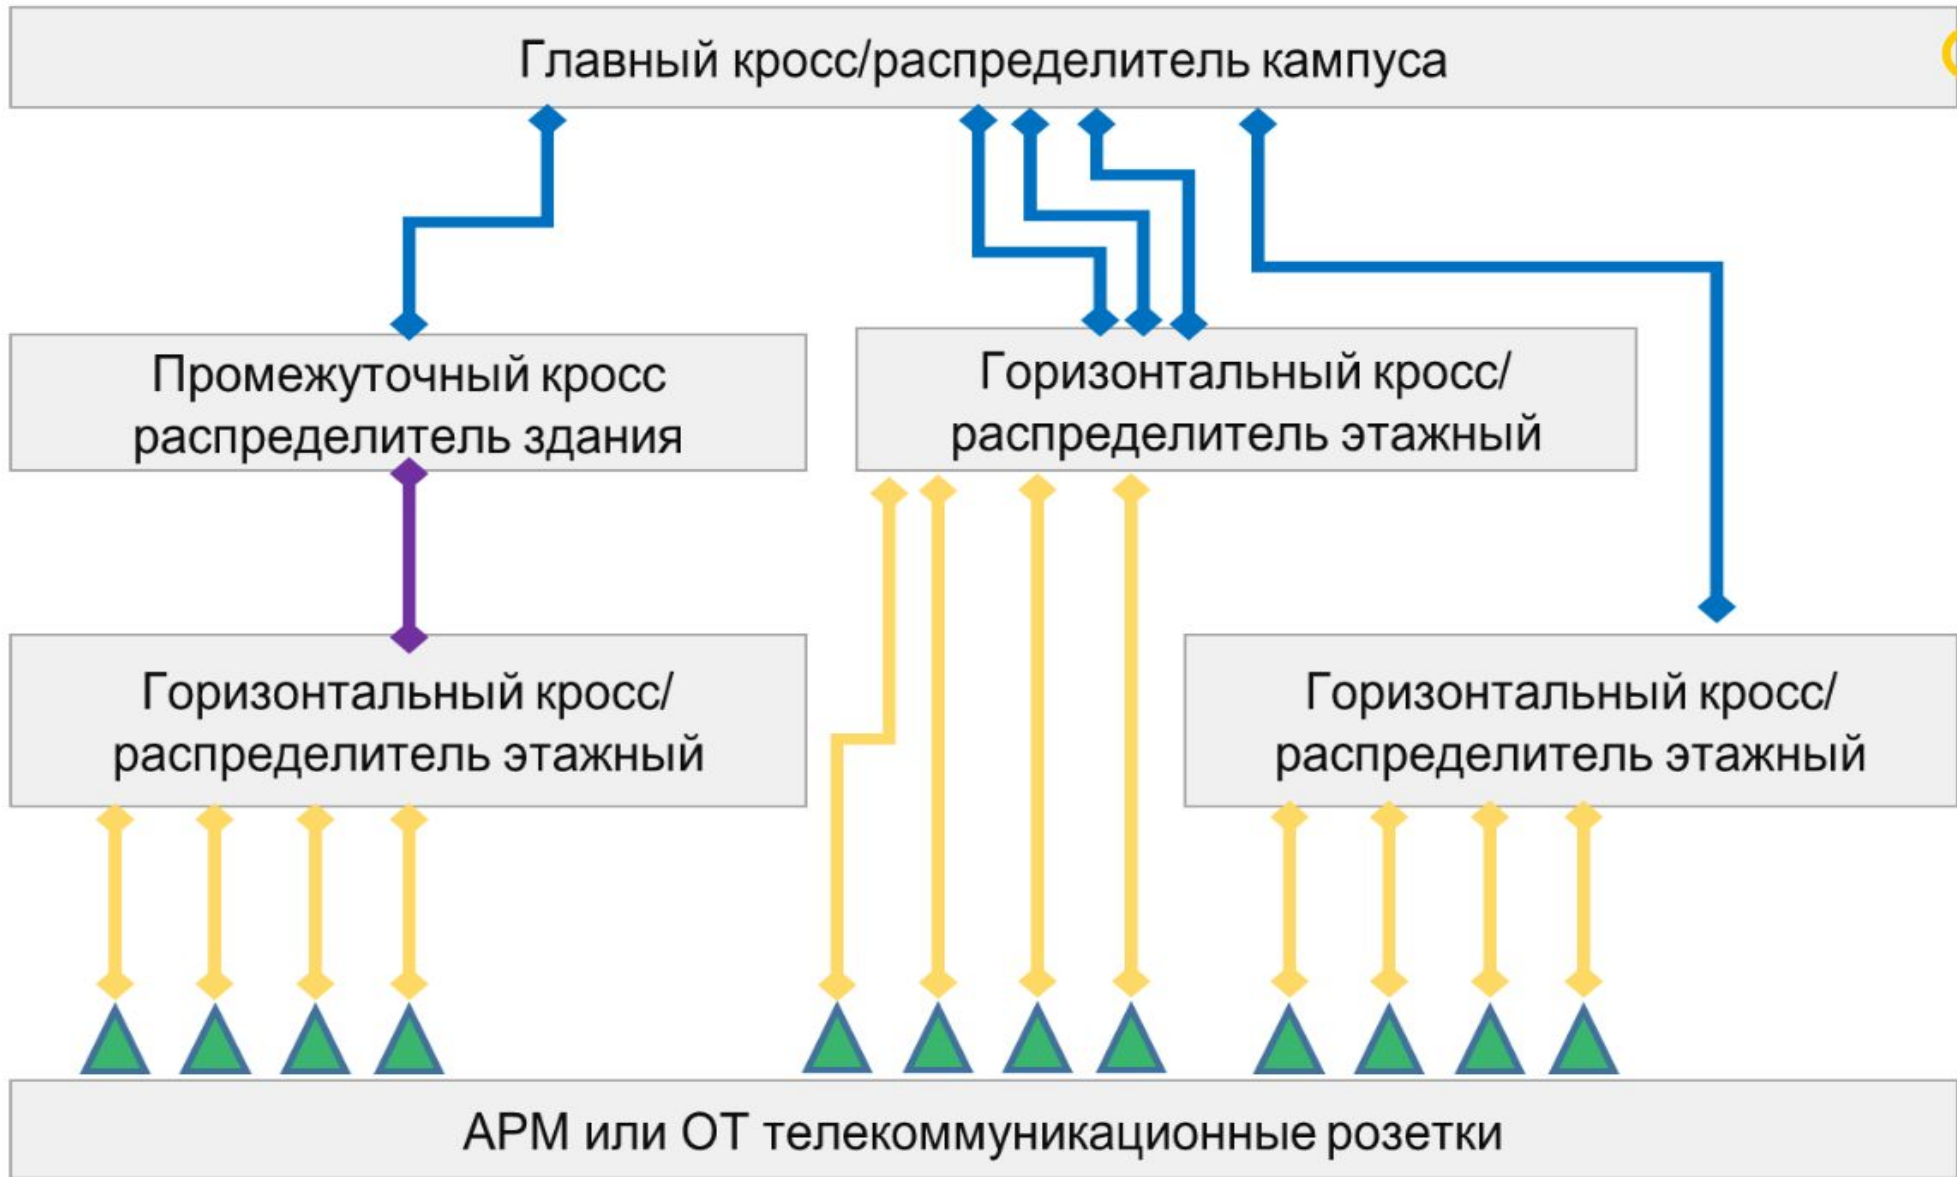 Главный кросс/распределитель кампуса
Промежуточный кросс
распределитель здания
Горизонтальный кросс/
распределитель этажный
Горизонтальный кросс/
распределитель этажный
Горизонтальный кросс/
распределитель этажный
АРМ или ОТ телекоммуникационные розетки